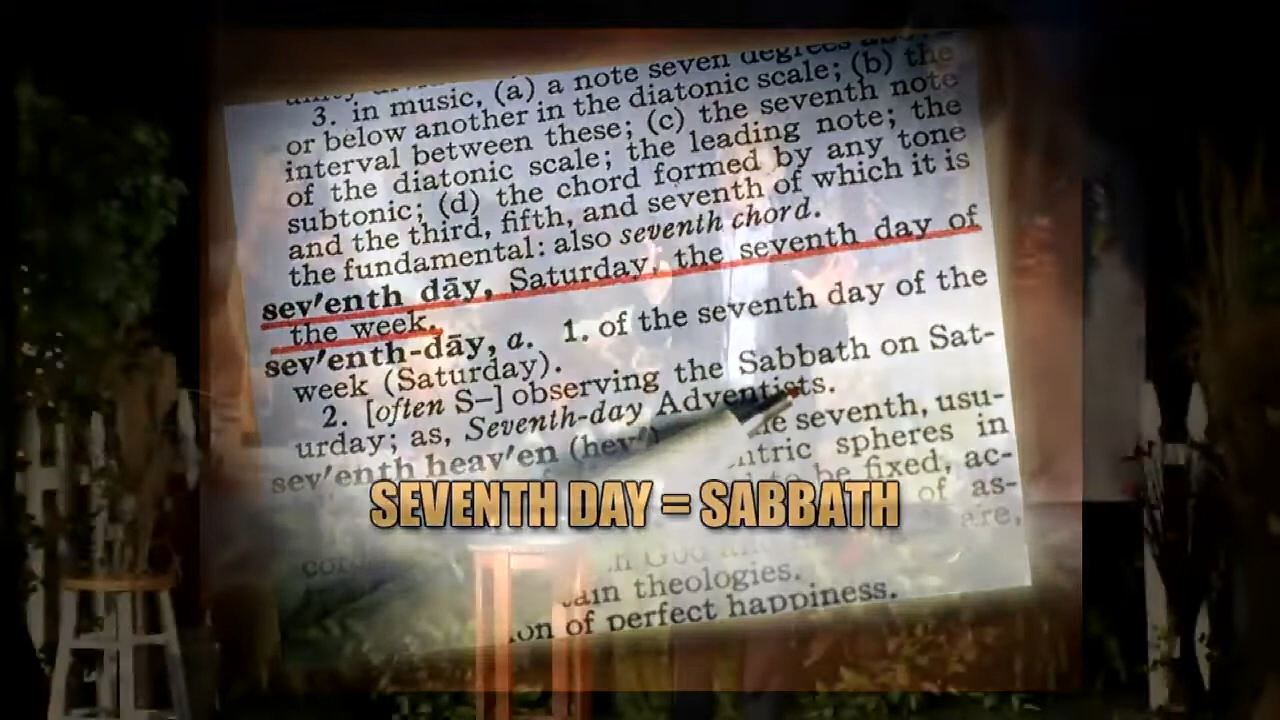 3. in music, (a) a note seven degrees
or below another in the diatonic scale; (b) the
interval between these; (c) the seventh note
of the diatonic scale; the leading note; the
subtonic; (d) the chord formed by any tone
and the third, fifth, and seventh of which it is
the fundamental: also seventh chord.
sev′enth dāy, Saturday, the seventh day of
the week.
sev′enth-dāy, a. 1. of the seventh day of the
week (Saturday).
2. [often S–] observing the Sabbath on Sat-
urday; as, Seventh-day Adventists.
sev′enth heav′en (hev′) seventh, usu-
spheres in
to be fixed, ac-
of as-
SEVENTH DAY = SABBATH
theologies.
of perfect happiness.